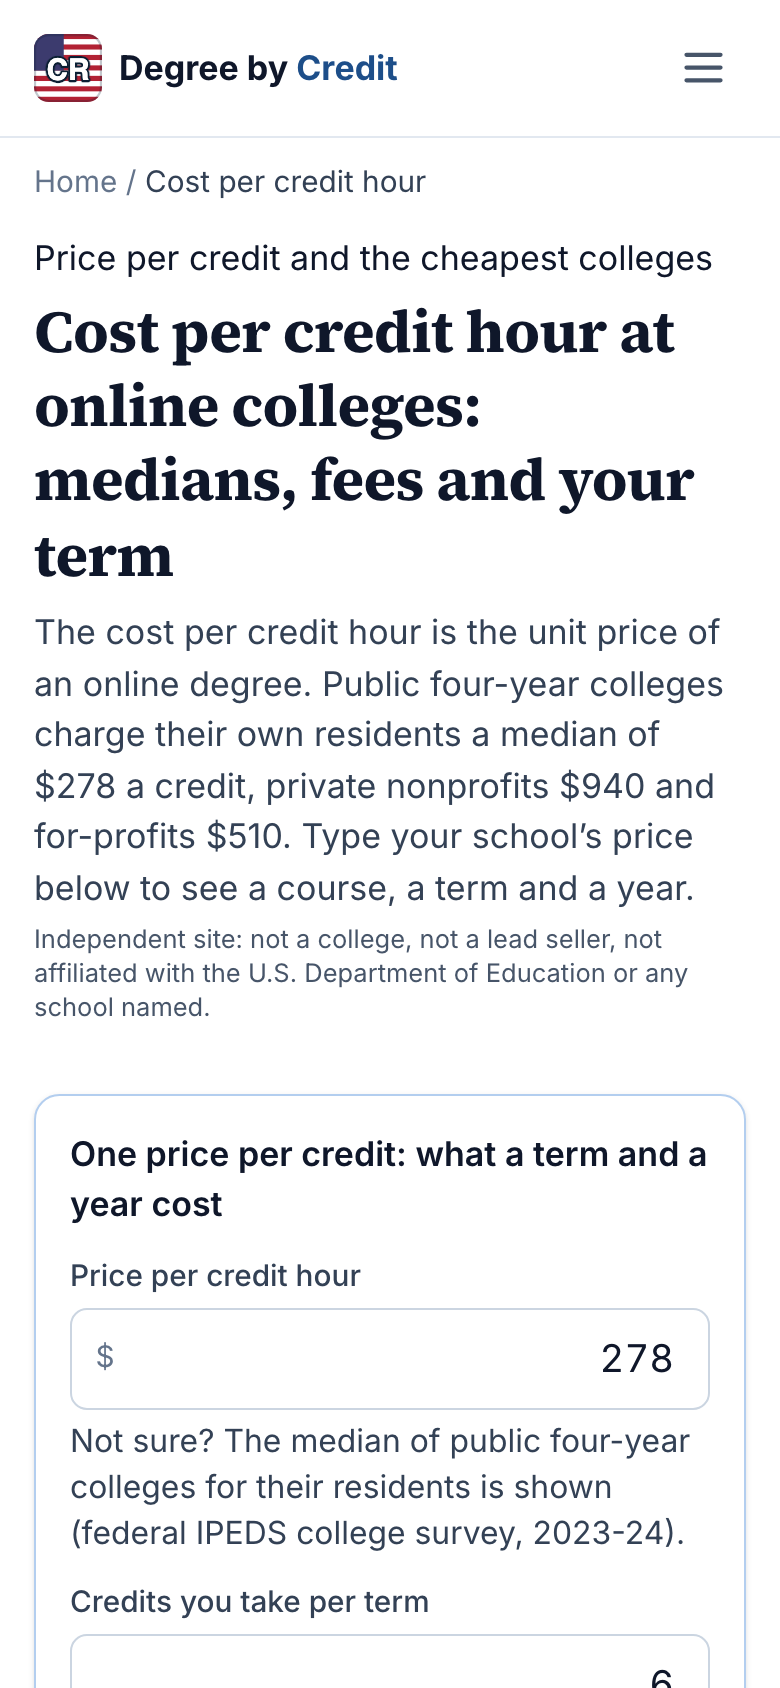 CR Degree by Credit
Home / Cost per credit hour
Price per credit and the cheapest colleges
Cost per credit hour at
online colleges:
medians, fees and your
term
The cost per credit hour is the unit price of
an online degree. Public four-year colleges
charge their own residents a median of
$278 a credit, private nonprofits $940 and
for-profits $510. Type your school’s price
below to see a course, a term and a year.
Independent site: not a college, not a lead seller, not
affiliated with the U.S. Department of Education or any
school named.
One price per credit: what a term and a
year cost
Price per credit hour
$ 278
Not sure? The median of public four-year
colleges for their residents is shown
(federal IPEDS college survey, 2023-24).
Credits you take per term
6